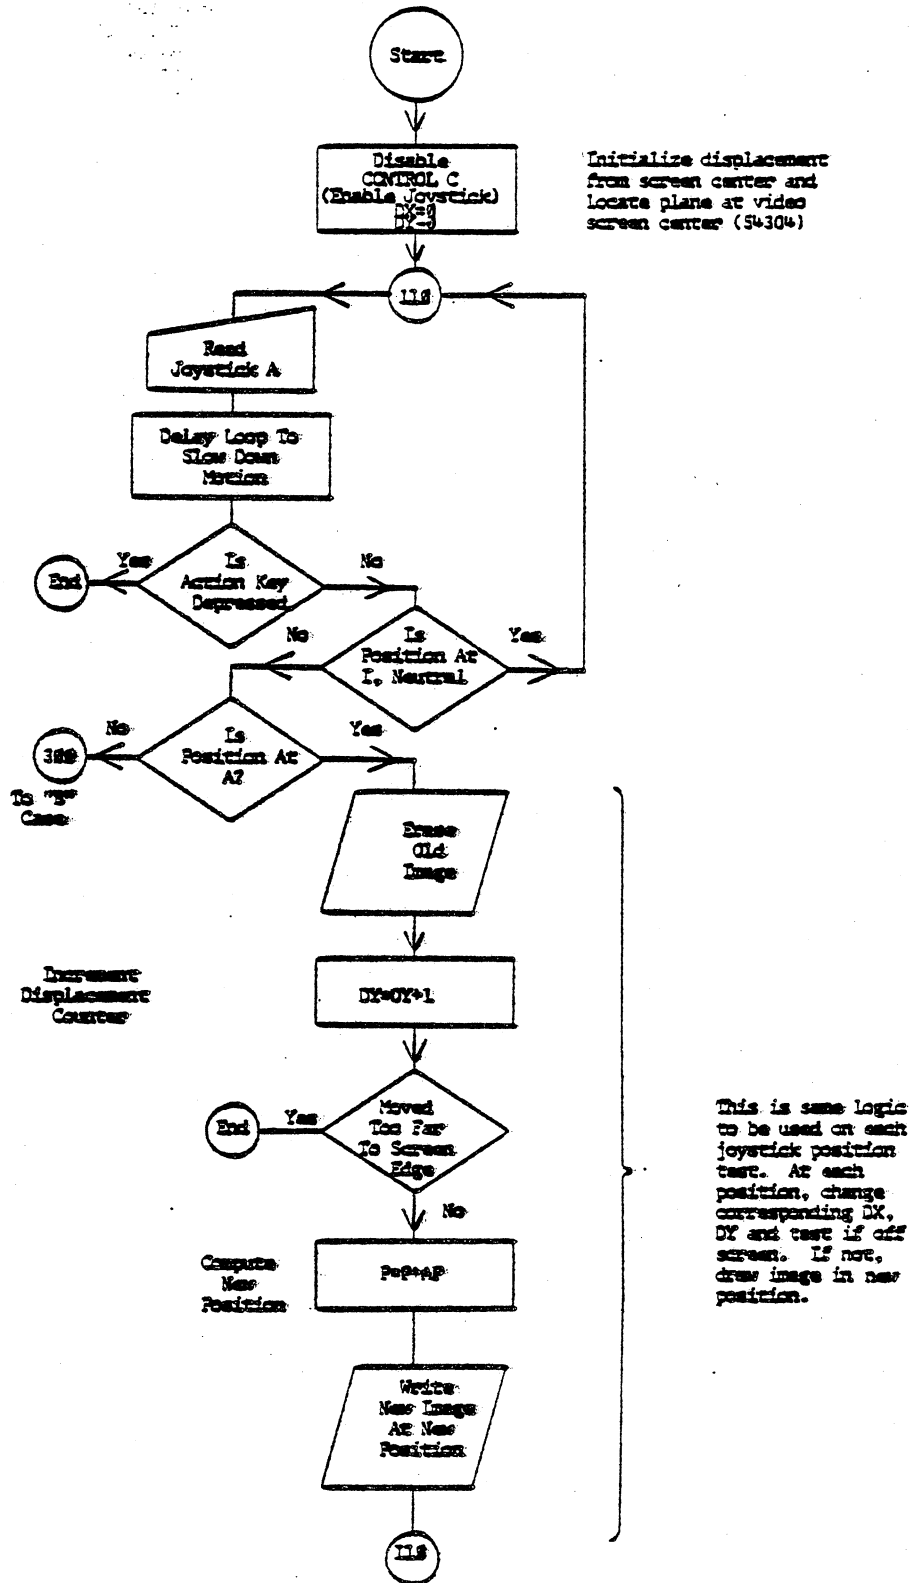 Start
Disable
CONTROL C
(Enable Joystick)
DX=0
DY=0
Initialize displacement
from screen center and
locate plane at video
screen center (54304)
110
Read
Joystick A
Delay Loop To
Slow Down
Motion
Is
Action Key
Depressed
Yes
End
No
Is
Position At
I, Neutral
Yes
No
Is
Position At
A?
No
300
To "B"
Case
Yes
Erase
Old
Image
Increment
Displacement
Counter
DY=DY+1
Moved
Too Far
To Screen
Edge
Yes
End
No
This is same logic
to be used on each
joystick position
test. At each
position, change
corresponding DX,
DY and test if off
screen. If not,
draw image in new
position.
Compute
New
Position
P=P+ΔP
Write
New Image
At New
Position
110